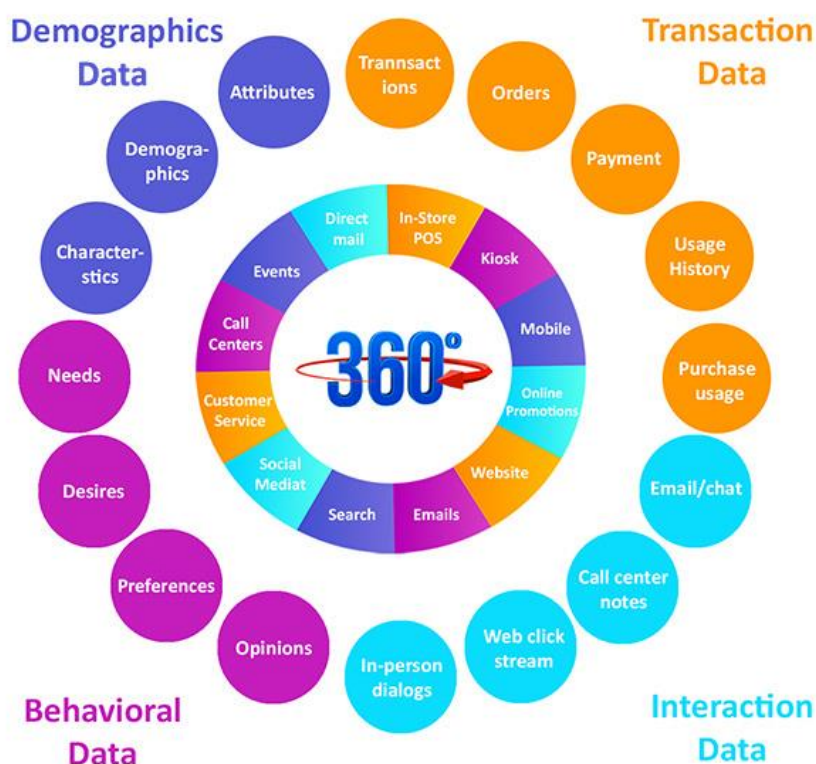 Demographics
Data
Transaction
Data
Attributes
Trannsact
ions
Orders
Demogra-
phics
Payment
Character-
stics
Usage
History
Needs
Purchase
usage
Desires
Email/chat
Preferences
Call center
notes
Opinions
In-person
dialogs
Web click
stream
Direct
mail
In-Store
POS
Kiosk
Mobile
Online
Promotions
Website
Emails
Search
Social
Mediat
Customer
Service
Call
Centers
Events
360°
Behavioral
Data
Interaction
Data